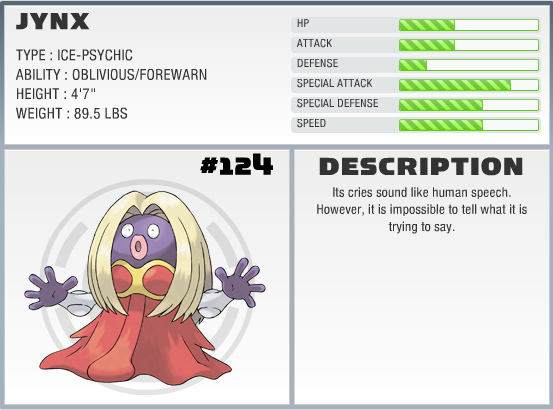 JYNX
TYPE : ICE-PSYCHIC
ABILITY : OBLIVIOUS/FOREWARN
HEIGHT : 4'7"
WEIGHT : 89.5 LBS
HP
ATTACK
DEFENSE
SPECIAL ATTACK
SPECIAL DEFENSE
SPEED
#124
DESCRIPTION
Its cries sound like human speech.
However, it is impossible to tell what it is
trying to say.